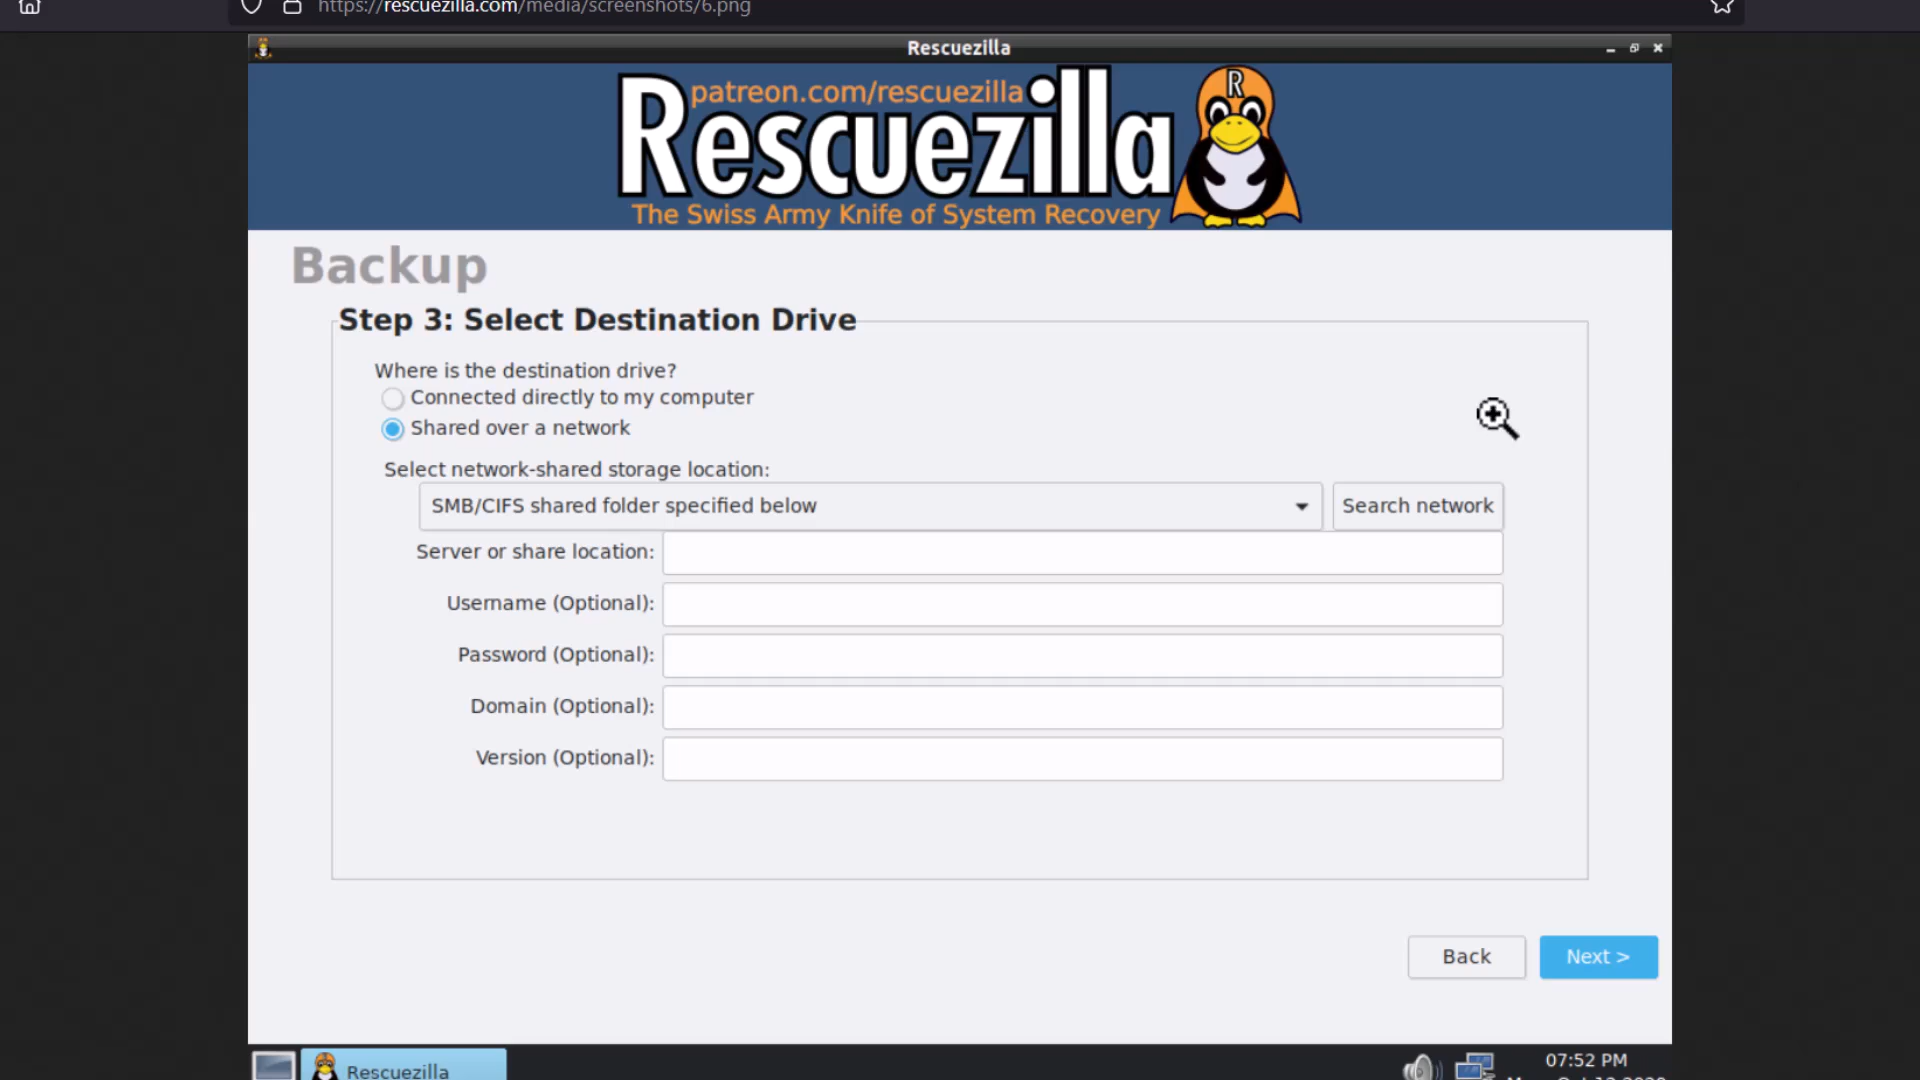 https://rescuezilla.com/media/screenshots/6.png
Rescuezilla
patreon.com/rescuezilla
R
Rescuezilla
The Swiss Army Knife of System Recovery
Backup
Step 3: Select Destination Drive
Where is the destination drive?
Connected directly to my computer
Shared over a network
Select network-shared storage location:
SMB/CIFS shared folder specified below
Search network
Server or share location:
Username (Optional):
Password (Optional):
Domain (Optional):
Version (Optional):
Back
Next >
Rescuezilla
07:52 PM